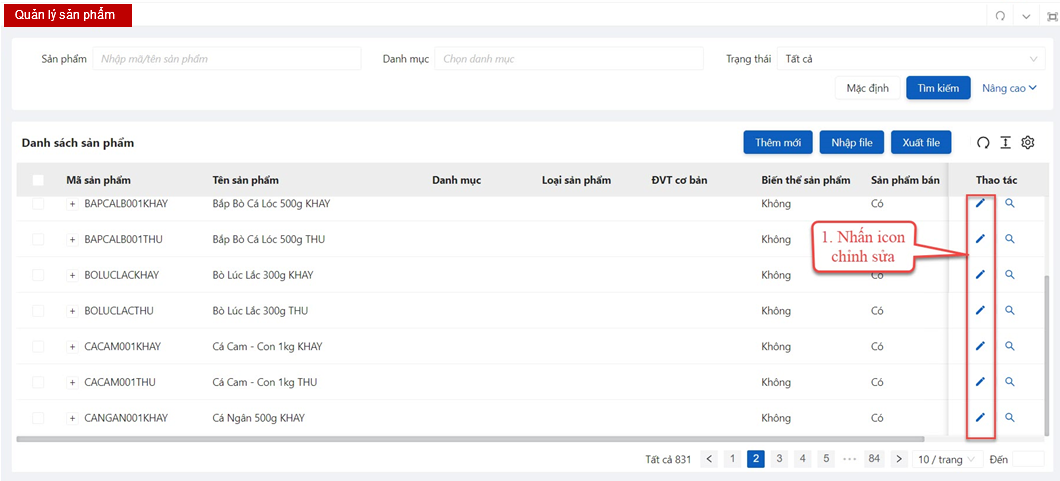 Quản lý sản phẩm
Sản phẩm Nhập mã/tên sản phẩm Danh mục Chọn danh mục Trạng thái Tất cả
Mặc định Tìm kiếm Nâng cao
Danh sách sản phẩm Thêm mới Nhập file Xuất file
Mã sản phẩm Tên sản phẩm Danh mục Loại sản phẩm ĐVT cơ bản Biến thể sản phẩm Sản phẩm bán Thao tác
+ BAPCALB001KHAY Bắp Bò Cá Lóc 500g KHAY Không Có
+ BAPCALB001THU Bắp Bò Cá Lóc 500g THU Không
1. Nhấn icon
chỉnh sửa
+ BOLUCLACKHAY Bò Lúc Lắc 300g KHAY Không Có
+ BOLUCLACTHU Bò Lúc Lắc 300g THU Không Có
+ CACAM001KHAY Cá Cam - Con 1kg KHAY Không Có
+ CACAM001THU Cá Cam - Con 1kg THU Không Có
+ CANGAN001KHAY Cá Ngân 500g KHAY Không Có
Tất cả 831 < 1 2 3 4 5 ••• 84 > 10 / trang Đến